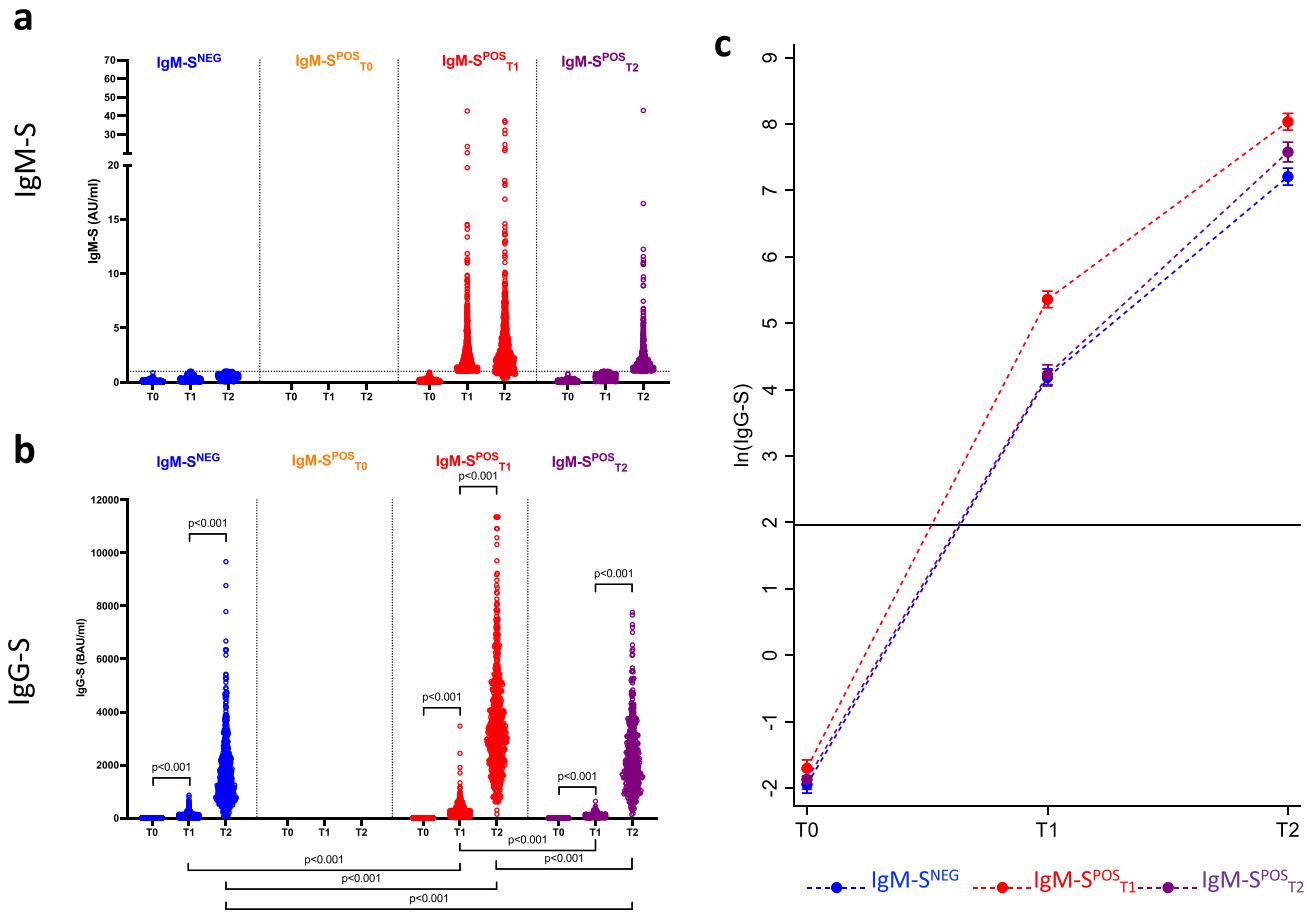 a
IgM-S
IgM-S^NEG IgM-S^POS_T0 IgM-S^POS_T1 IgM-S^POS_T2
IgM-S (AU/ml)
70
60
50
40
30
20
15
10
5
0
T0 T1 T2 T0 T1 T2 T0 T1 T2 T0 T1 T2
b
IgG-S
IgM-S^NEG IgM-S^POS_T0 IgM-S^POS_T1 IgM-S^POS_T2
p<0.001
p<0.001
p<0.001
p<0.001
p<0.001
p<0.001
IgG-S (BAU/ml)
12000
10000
8000
6000
4000
2000
0
T0 T1 T2 T0 T1 T2 T0 T1 T2 T0 T1 T2
p<0.001
p<0.001
p<0.001
p<0.001
p<0.001
c
ln(IgG-S)
9
8
7
6
5
4
3
2
1
0
-1
-2
T0 T1 T2
IgM-S^NEG IgM-S^POS_T1 IgM-S^POS_T2